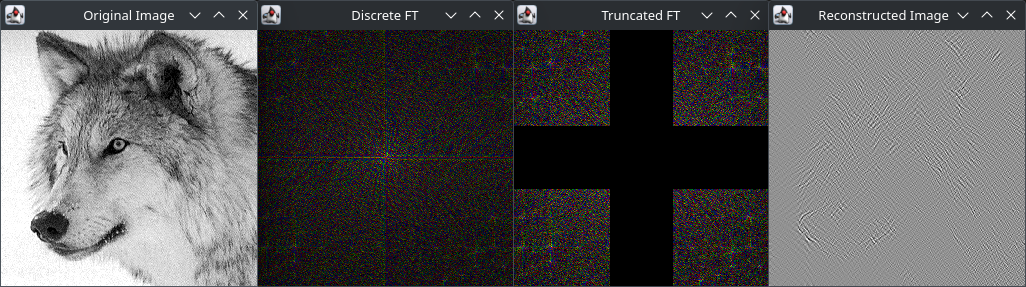 Original Image
Discrete FT
Truncated FT
Reconstructed Image